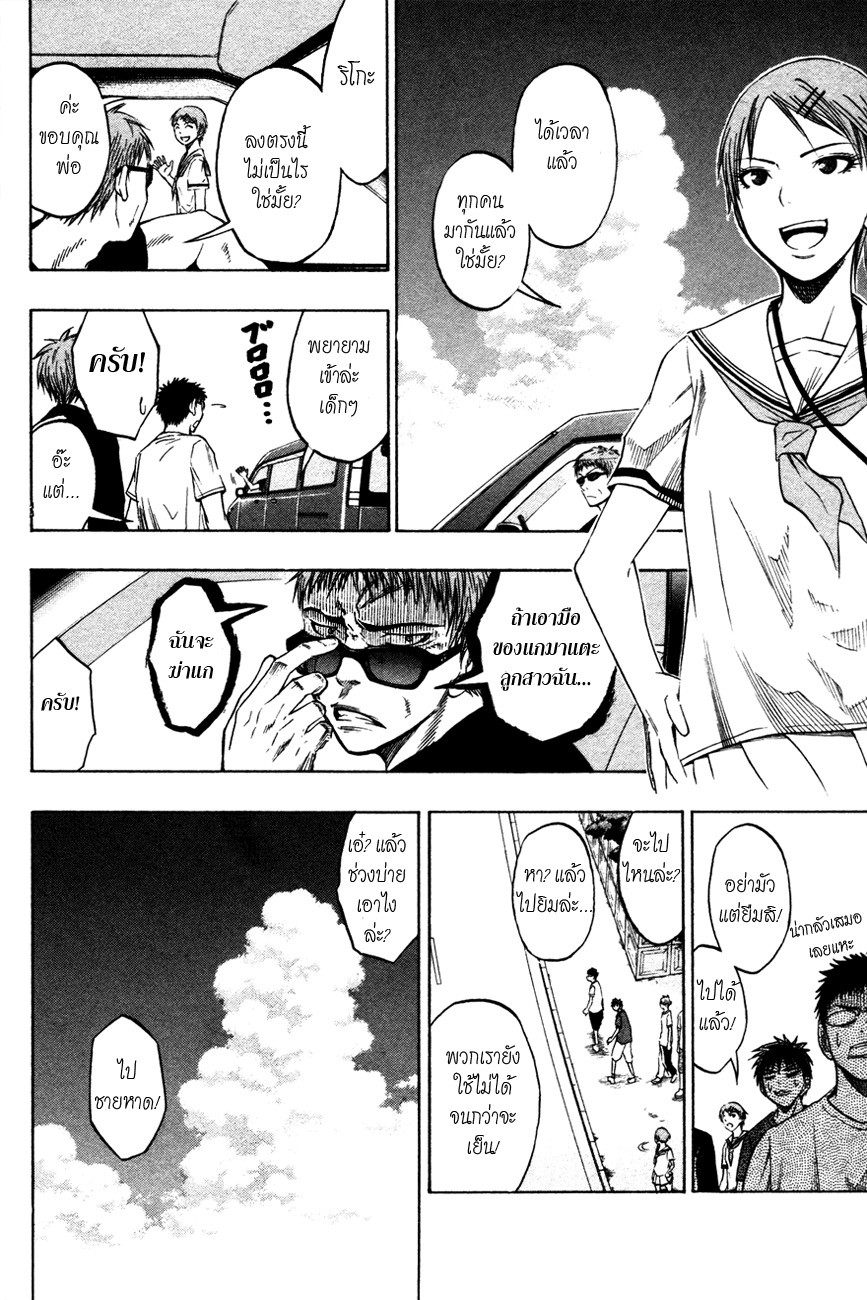 ได้เวลา
แล้ว
ทุกคน
มากันแล้ว
ใช่มั้ย?
ริโกะ
ลงตรงนี้
ไม่เป็นไร
ใช่มั้ย?
ค่ะ
ขอบคุณ
พ่อ
พยายาม
เข้าล่ะ
เด็กๆ
ブロロロ…
ครับ!
อ๊ะ
แต่...
ถ้าเอามือ
ของแกมาแตะ
ลูกสาวฉัน...
ฉันจะ
ฆ่าแก
ครับ!
อย่ามัว
แต่ยืมสิ!
น่ากลัวเสมอ
เลยแหะ
ไปได้
แล้ว!
จะไป
ไหนล่ะ?
หา? แล้ว
ไปยิมล่ะ...
พวกเรายัง
ใช้ไม่ได้
จนกว่าจะ
เย็น!
เอ๋? แล้ว
ช่วงบ่าย
เอาไง
ล่ะ?
ไป
ชายหาด!